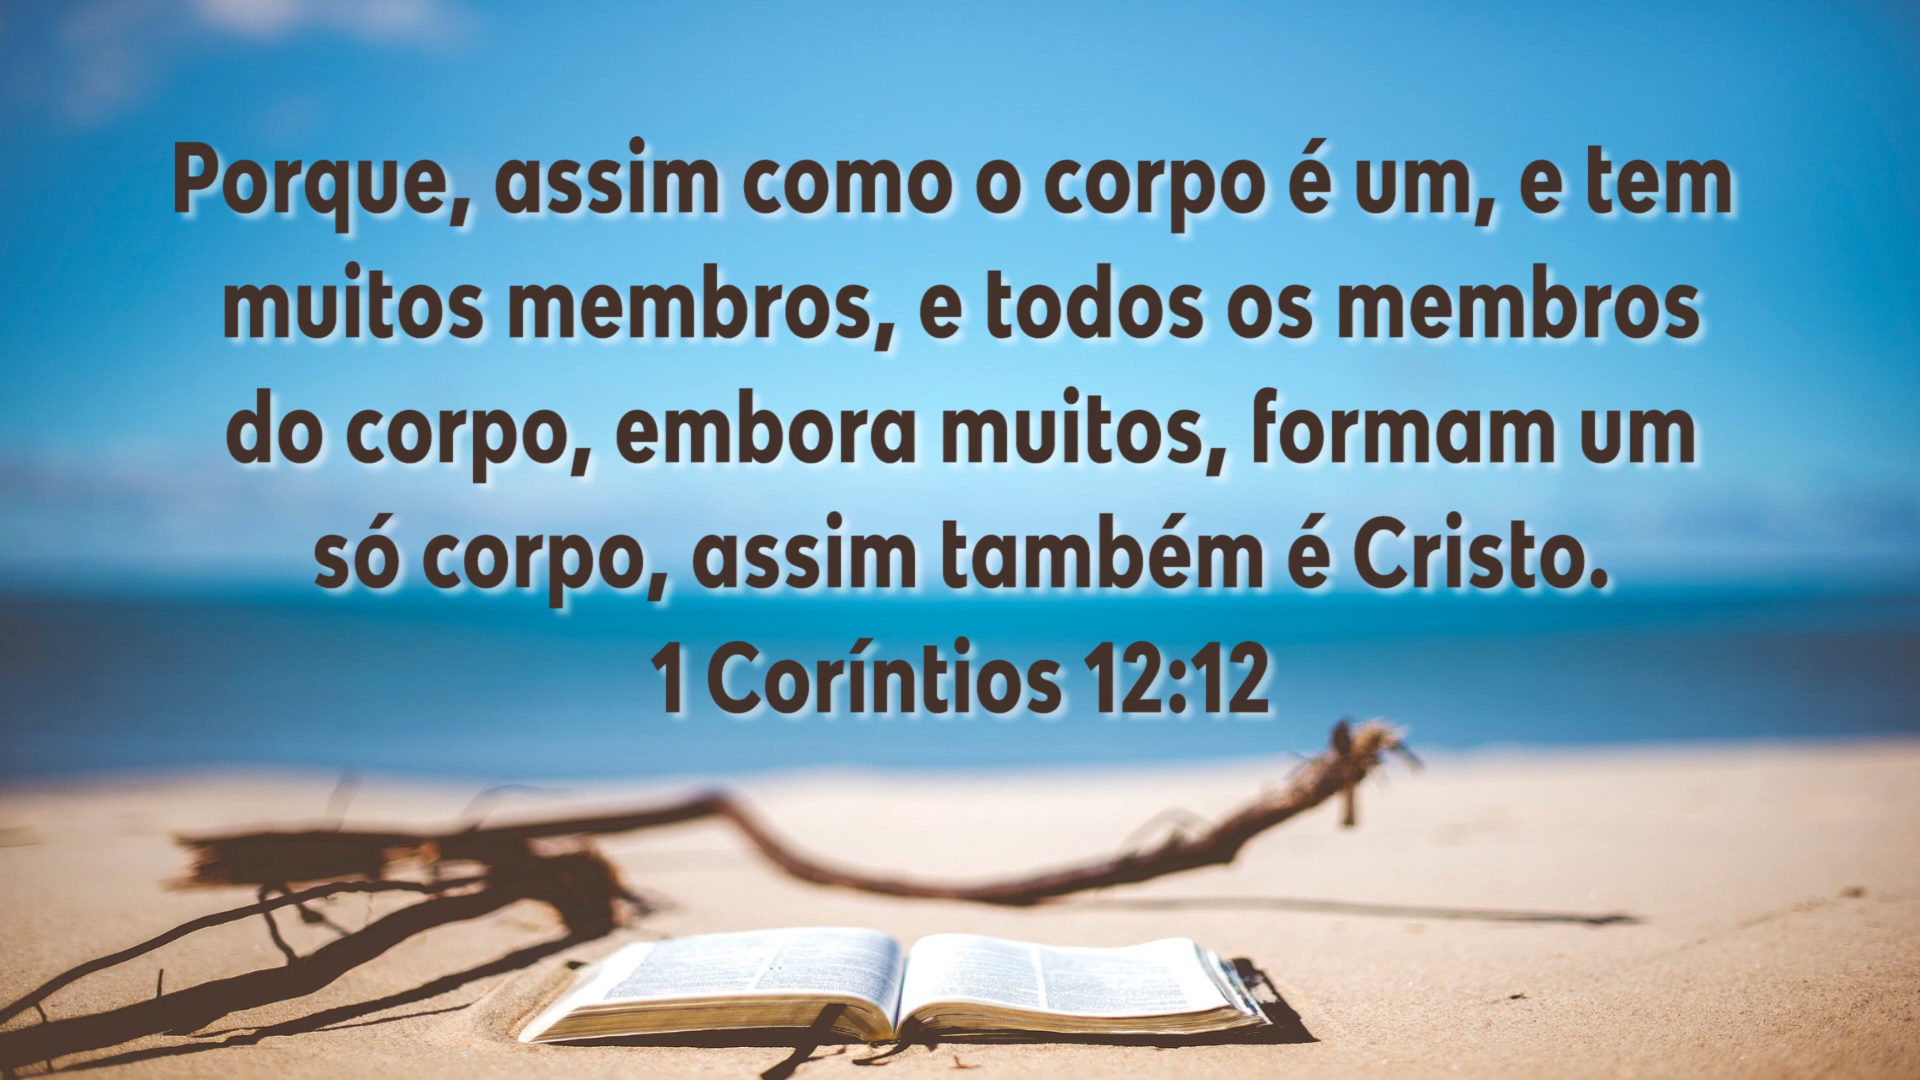 Porque, assim como o corpo é um, e tem
muitos membros, e todos os membros
do corpo, embora muitos, formam um
só corpo, assim também é Cristo.
1 Coríntios 12:12